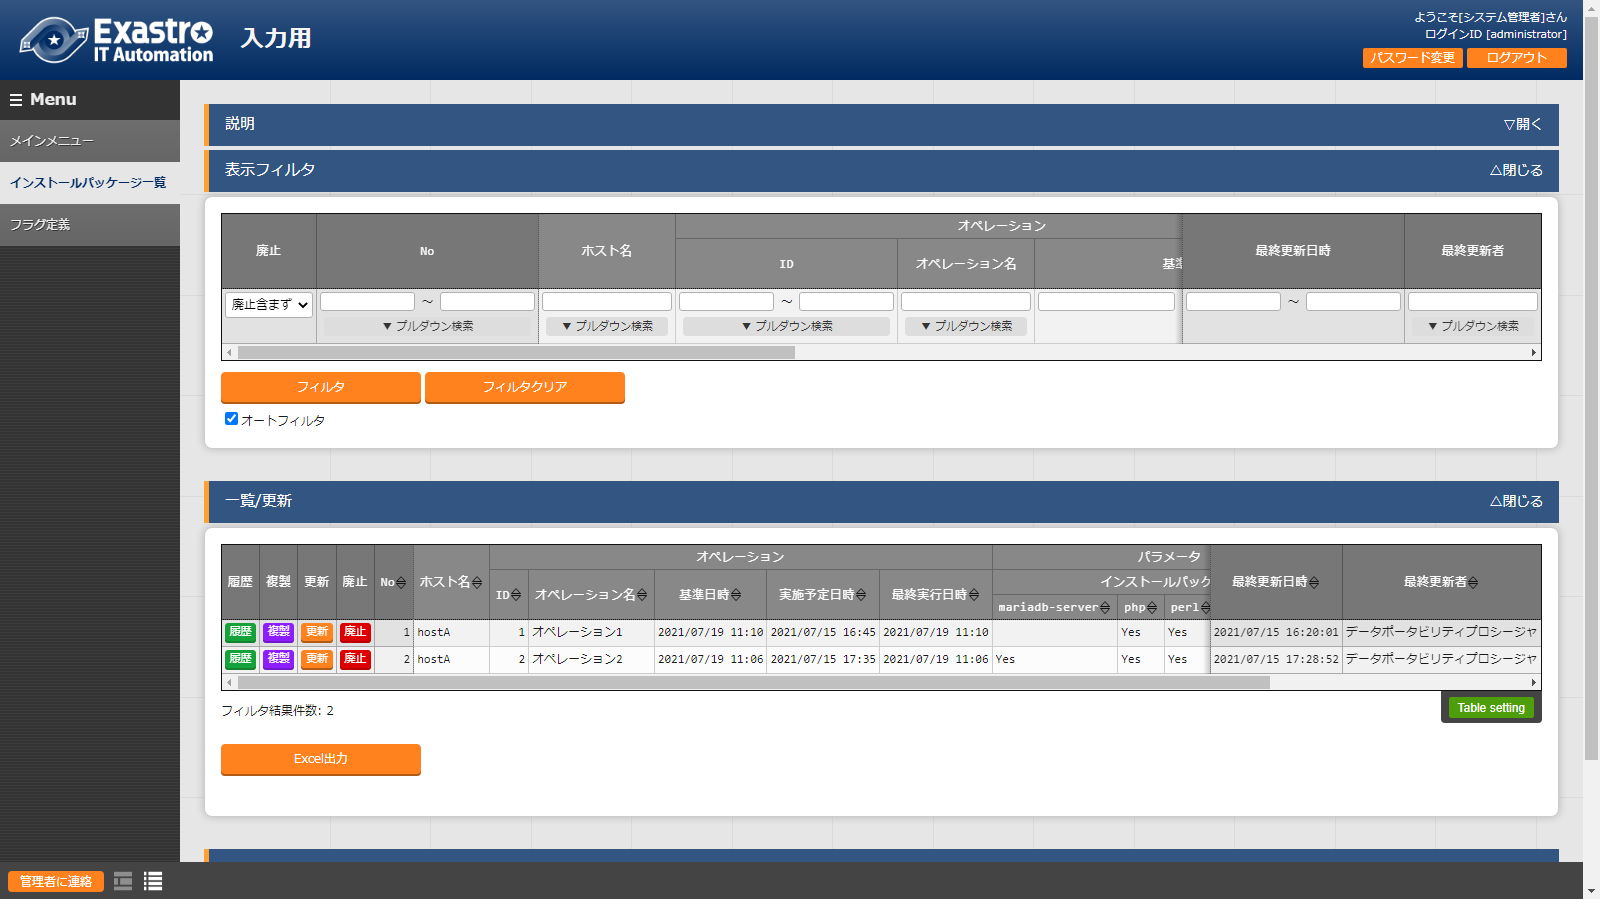 Exastro
IT Automation
入力用
ようこそ[システム管理者]さん
ログインID [administrator]
パスワード変更 ログアウト
Menu
メインメニュー
インストールパッケージ一覧
フラグ定義
説明 ▽開く
表示フィルタ △閉じる
廃止 No ホスト名 オペレーション 最終更新日時 最終更新者
ID オペレーション名 基準
廃止含まず ～ ～ ～
▼プルダウン検索 ▼プルダウン検索 ▼プルダウン検索 ▼プルダウン検索 ▼プルダウン検索
フィルタ フィルタクリア
オートフィルタ
一覧/更新 △閉じる
履歴 複製 更新 廃止 No ホスト名 オペレーション パラメータ 最終更新日時 最終更新者
ID オペレーション名 基準日時 実施予定日時 最終実行日時 インストールパック
mariadb-server php perl
履歴 複製 更新 廃止 1 hostA 1 オペレーション1 2021/07/19 11:10 2021/07/15 16:45 2021/07/19 11:10 Yes Yes 2021/07/15 16:20:01 データポータビリティプロシージャ
履歴 複製 更新 廃止 2 hostA 2 オペレーション2 2021/07/19 11:06 2021/07/15 17:35 2021/07/19 11:06 Yes Yes Yes 2021/07/15 17:28:52 データポータビリティプロシージャ
フィルタ結果件数: 2
Table setting
Excel出力
管理者に連絡